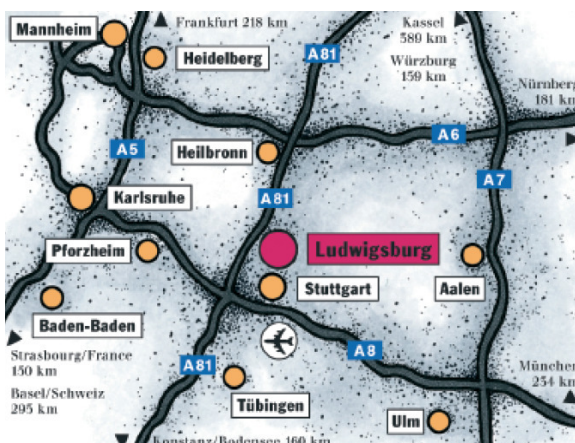 Frankfurt 218 km
Kassel
589 km
Würzburg
159 km
Mannheim
Heidelberg
A81
Nürnberg
181 km
A6
A5
Heilbronn
A7
Karlsruhe
A81
Pforzheim
Ludwigsburg
Aalen
Stuttgart
Baden-Baden
Strasbourg/France
150 km
A8
A81
München
234 km
Basel/Schweiz
295 km
Tübingen
Ulm
Konstanz/Bodensee 160 km